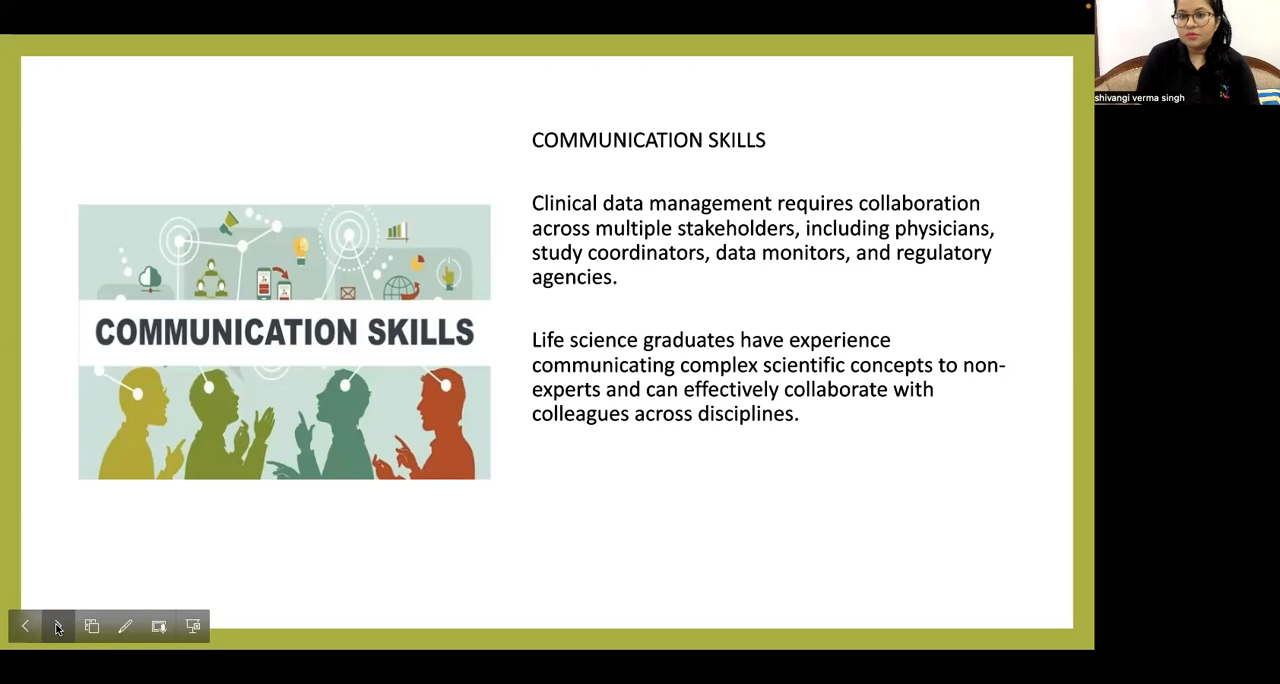 shivangi verma singh
COMMUNICATION SKILLS
Clinical data management requires collaboration
across multiple stakeholders, including physicians,
study coordinators, data monitors, and regulatory
agencies.
Life science graduates have experience
communicating complex scientific concepts to non-
experts and can effectively collaborate with
colleagues across disciplines.
COMMUNICATION SKILLS